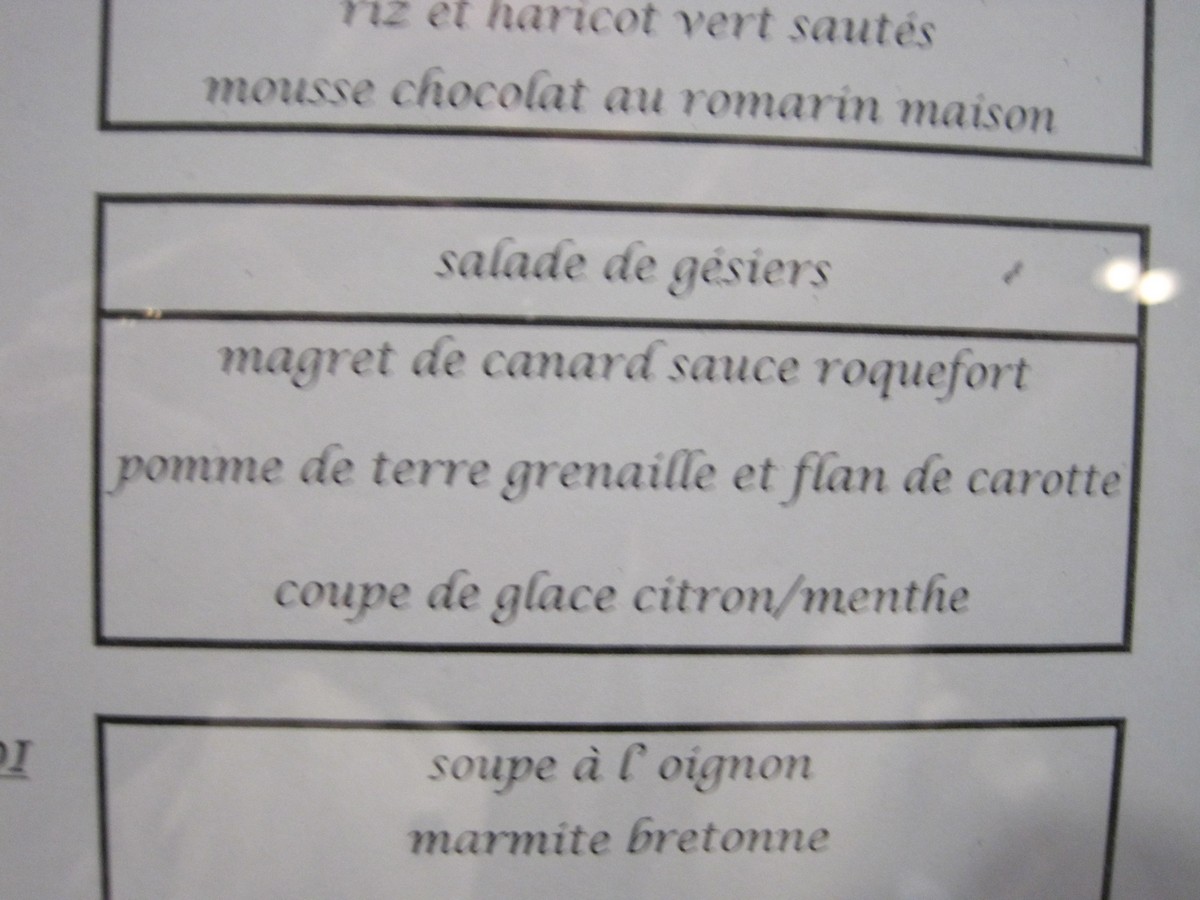 riz et haricot vert sautés
mousse chocolat au romarin maison
salade de gésiers
magret de canard sauce roquefort
pomme de terre grenaille et flan de carotte
coupe de glace citron/menthe
DI
soupe à l' oignon
marmite bretonne